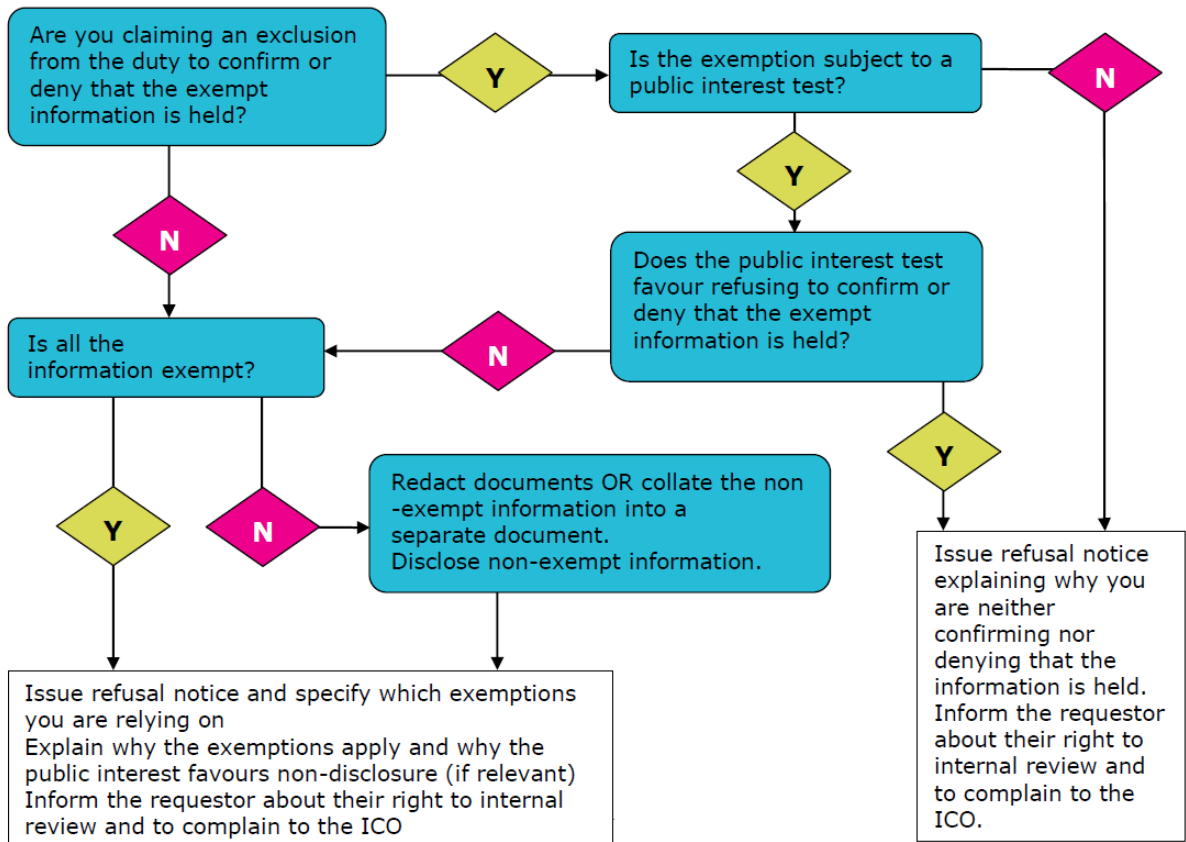 Are you claiming an exclusion
from the duty to confirm or
deny that the exempt
information is held?
Y
Is the exemption subject to a
public interest test?
N
Y
N
Does the public interest test
favour refusing to confirm or
deny that the exempt
information is held?
Is all the
information exempt?
N
Y
Y
N
Redact documents OR collate the non
-exempt information into a
separate document.
Disclose non-exempt information.
Issue refusal notice
explaining why you
are neither
confirming nor
denying that the
information is held.
Inform the requestor
about their right to
internal review and
to complain to the
ICO.
Issue refusal notice and specify which exemptions
you are relying on
Explain why the exemptions apply and why the
public interest favours non-disclosure (if relevant)
Inform the requestor about their right to internal
review and to complain to the ICO